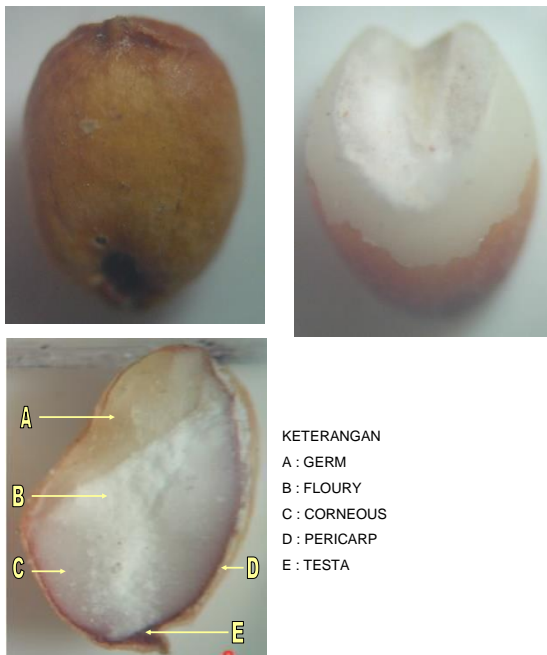 A
B
C
D
E
KETERANGAN
A : GERM
B : FLOURY
C : CORNEOUS
D : PERICARP
E : TESTA